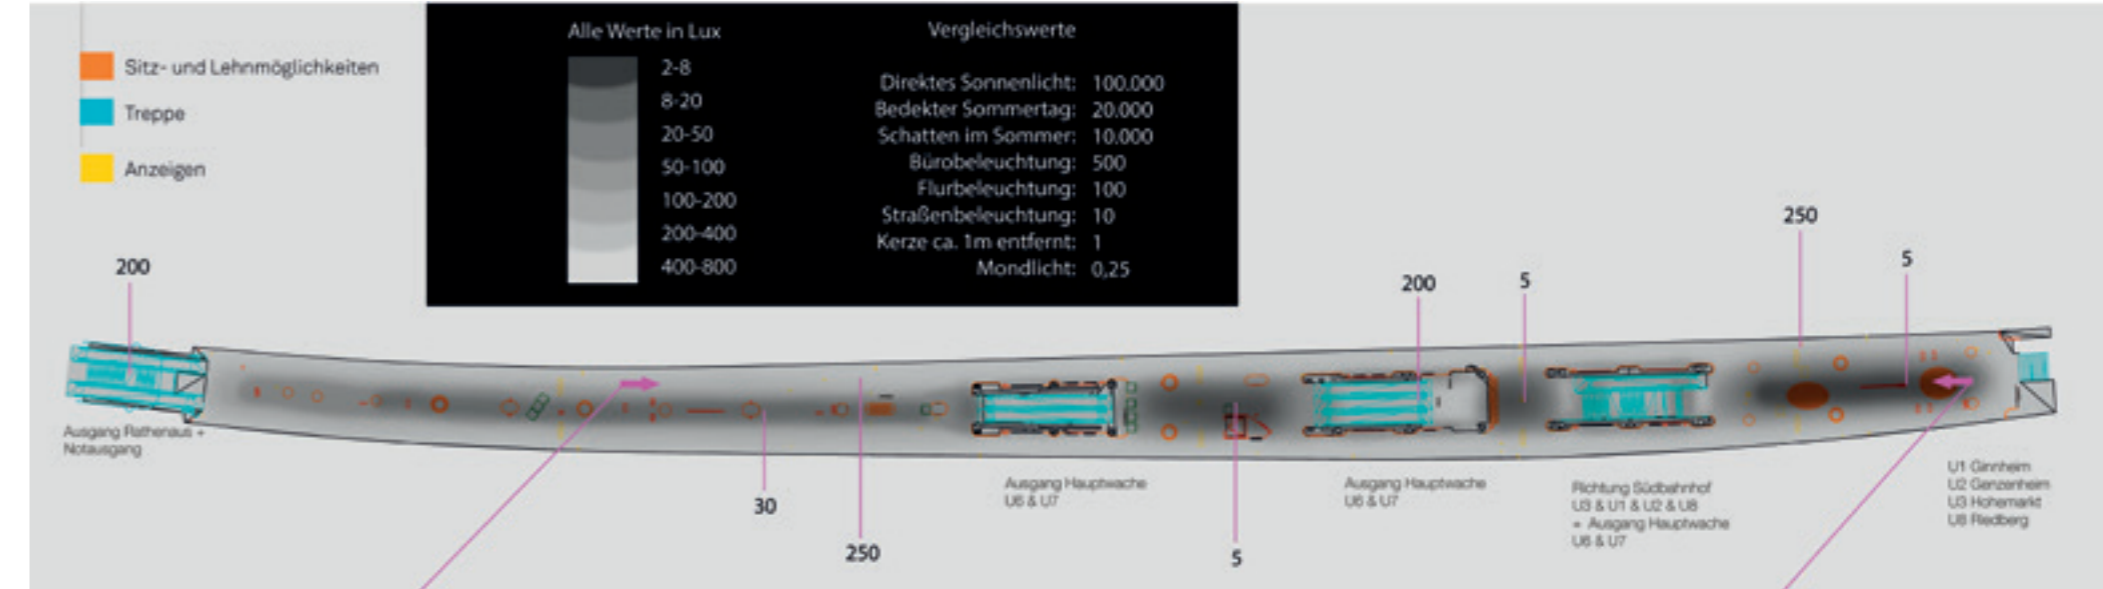 Sitz- und Lehnmöglichkeiten
Treppe
Anzeigen
Alle Werte in Lux
2-8
8-20
20-50
50-100
100-200
200-400
400-800
Vergleichswerte
Direktes Sonnenlicht: 100.000
Bedekter Sommertag: 20.000
Schatten im Sommer: 10.000
Bürobeleuchtung: 500
Flurbeleuchtung: 100
Straßenbeleuchtung: 10
Kerze ca. 1m entfernt: 1
Mondlicht: 0,25
200
200
5
250
5
30
250
5
Ausgang Rathenaus +
Notausgang
Ausgang Hauptwache
U6 & U7
Ausgang Hauptwache
U6 & U7
Richtung Südbahnhof
U3 & U1 & U2 & U8
+ Ausgang Hauptwache
U6 & U7
U1 Ginnheim
U2 Genzenheim
U3 Hohemarkt
U8 Riedberg